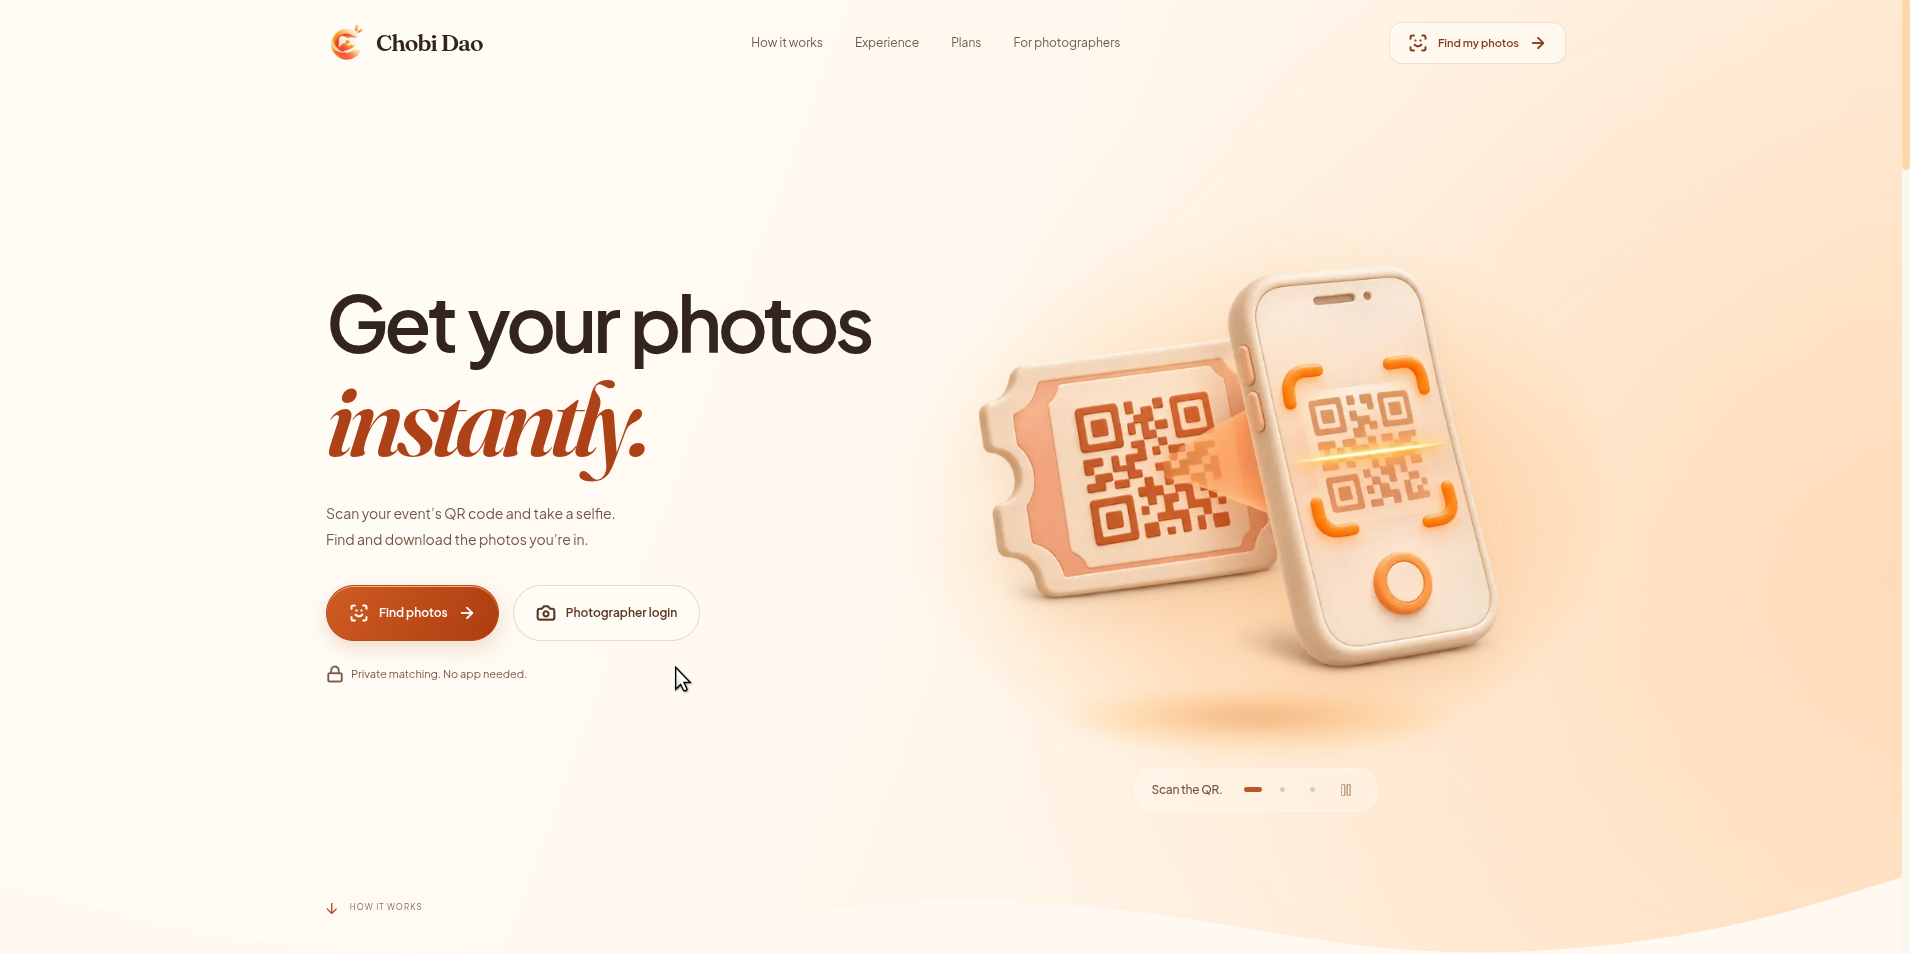 Chobi Dao
How it works
Experience
Plans
For photographers
Find my photos
Get your photos
instantly.
Scan your event's QR code and take a selfie.
Find and download the photos you're in.
Find photos
Photographer login
Private matching. No app needed.
Scan the QR.
HOW IT WORKS